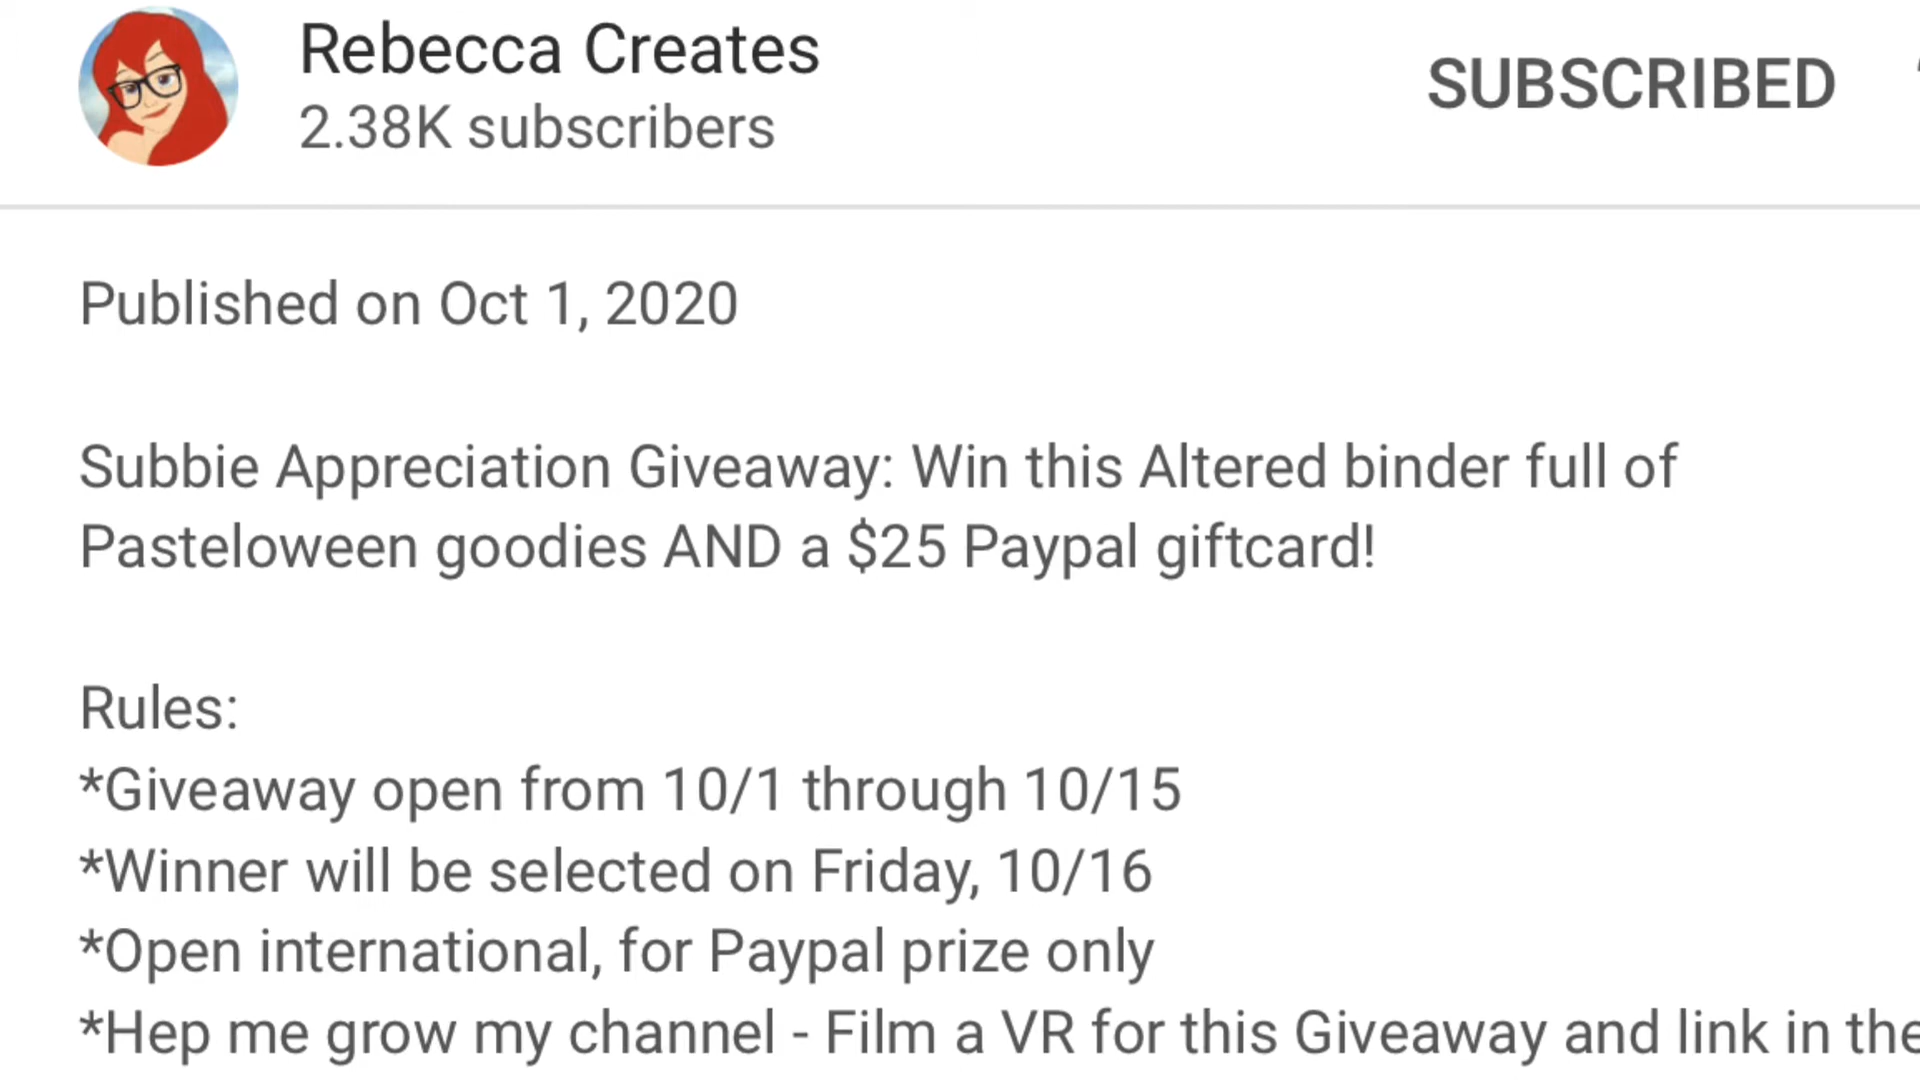 Rebecca Creates
2.38K subscribers
SUBSCRIBED
Published on Oct 1, 2020
Subbie Appreciation Giveaway: Win this Altered binder full of
Pasteloween goodies AND a $25 Paypal giftcard!
Rules:
*Giveaway open from 10/1 through 10/15
*Winner will be selected on Friday, 10/16
*Open international, for Paypal prize only
*Hep me grow my channel - Film a VR for this Giveaway and link in the